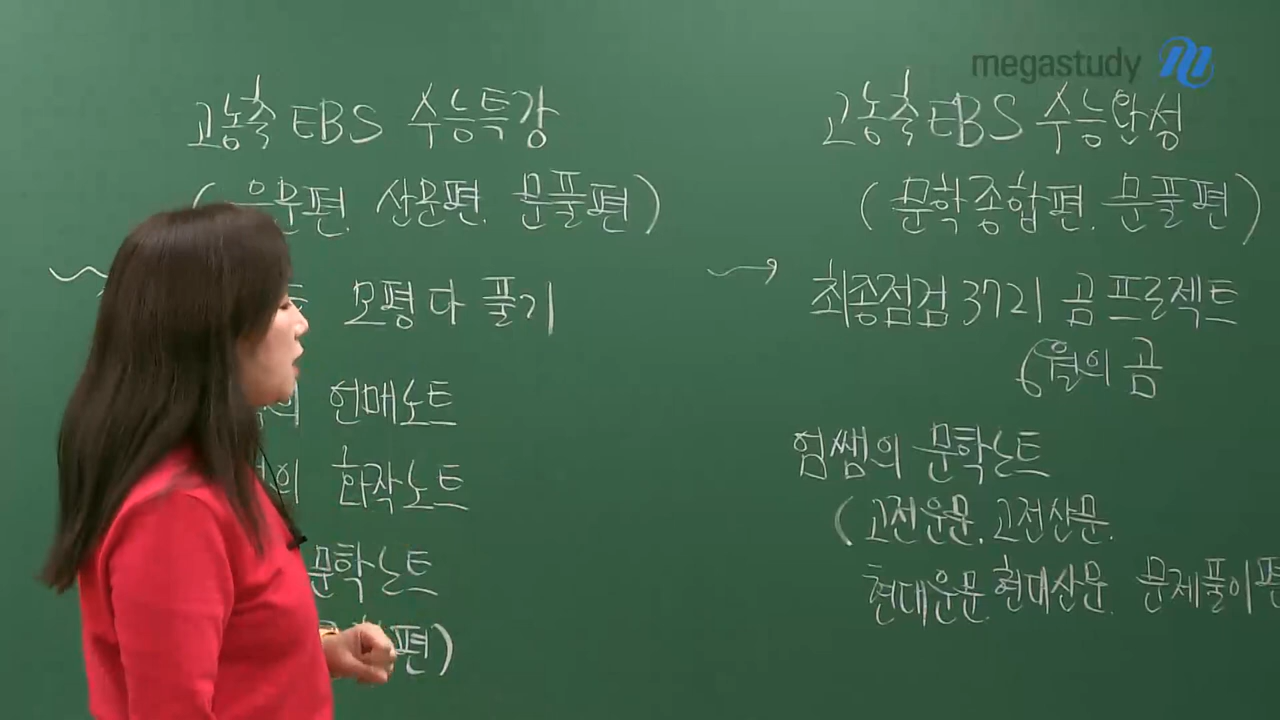 megastudy
고농축 EBS 수능특강
(운문편. 산문편. 문풀편)
모평 다 풀기
언매노트
의 화작노트
문학노트
편)
고농축 EBS 수능완성
(문학종합편. 문풀편)
최종점검 3721 곰 프로젝트
6월의 곰
엄쌤의 문학노트
(고전운문. 고전산문.
현대운문. 현대산문. 문제풀이편